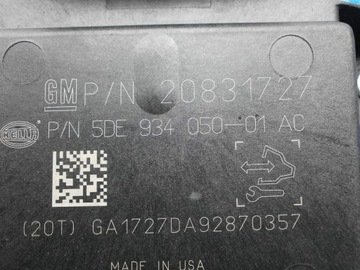 GM P/N 20831727
HELLA P/N 5DE 934 050-01 AC
(20T) GA1727DA92870357
MADE IN USA